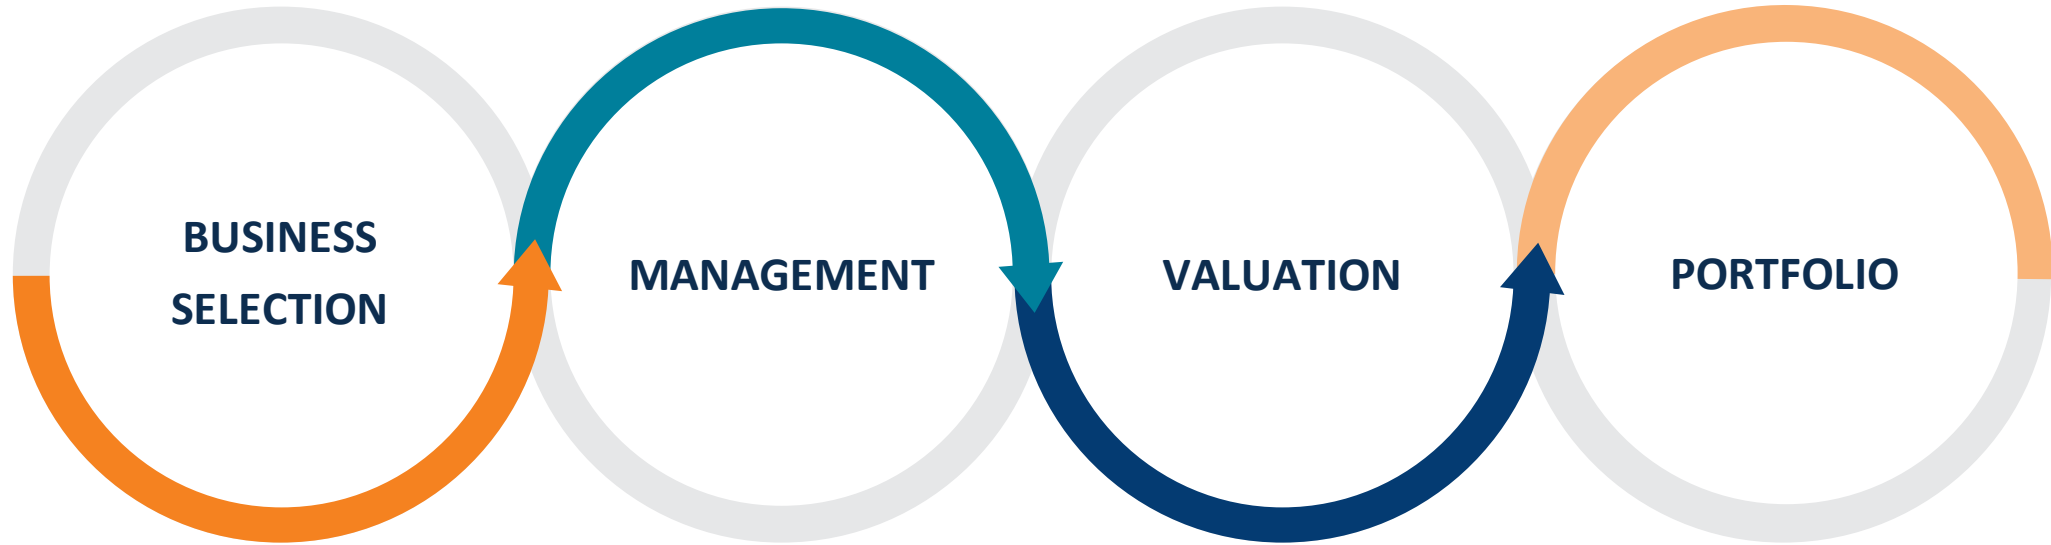 BUSINESS
SELECTION
MANAGEMENT
VALUATION
PORTFOLIO